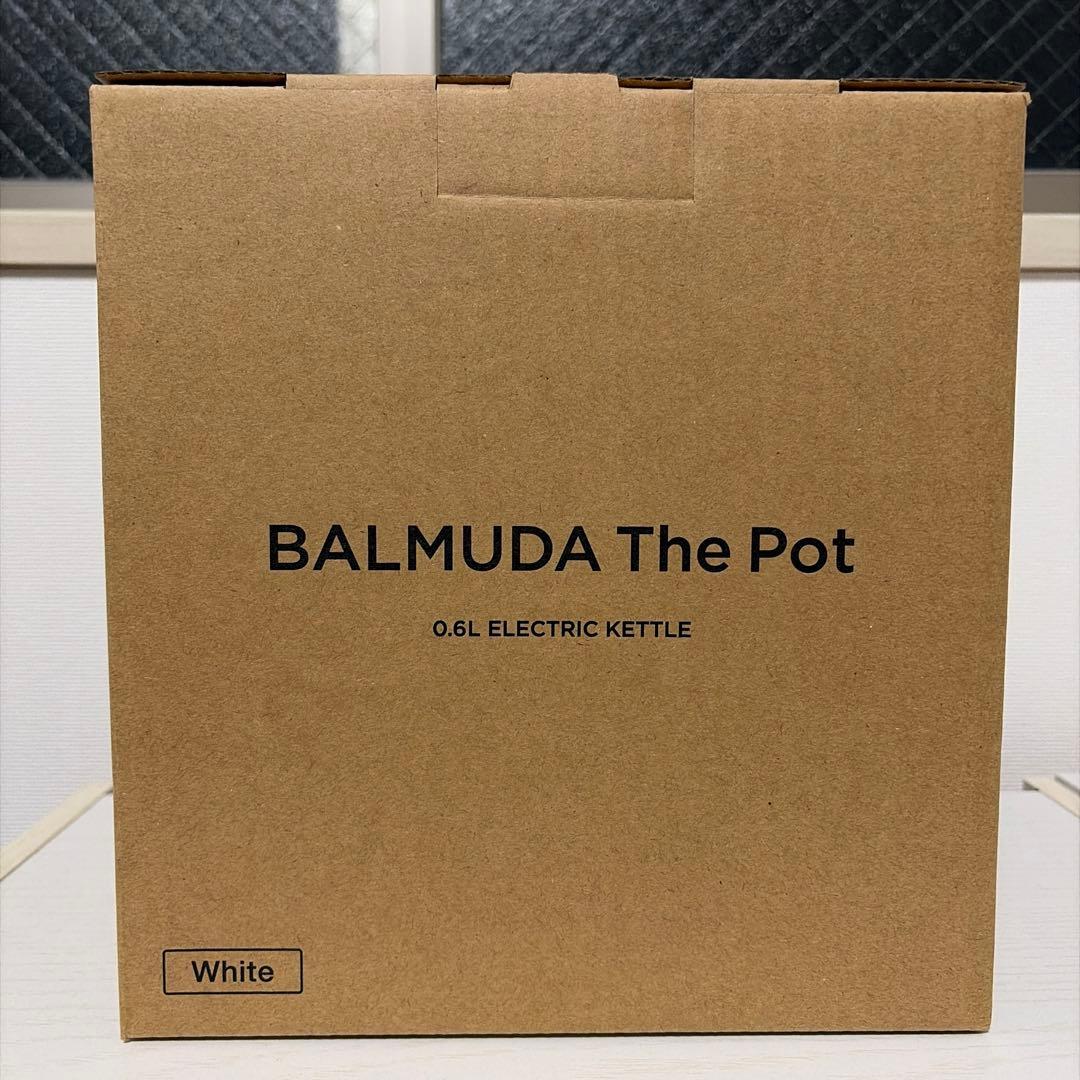 BALMUDA The Pot
0.6L ELECTRIC KETTLE
White